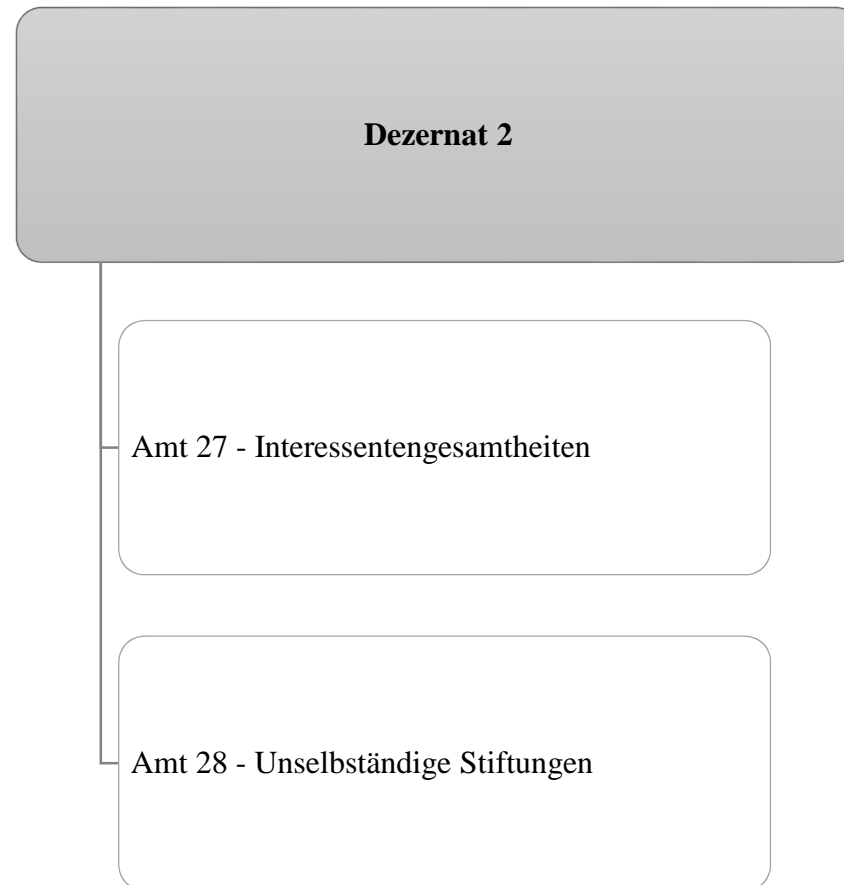 Dezernat 2
Amt 27 - Interessentengesamtheiten
Amt 28 - Unselbständige Stiftungen